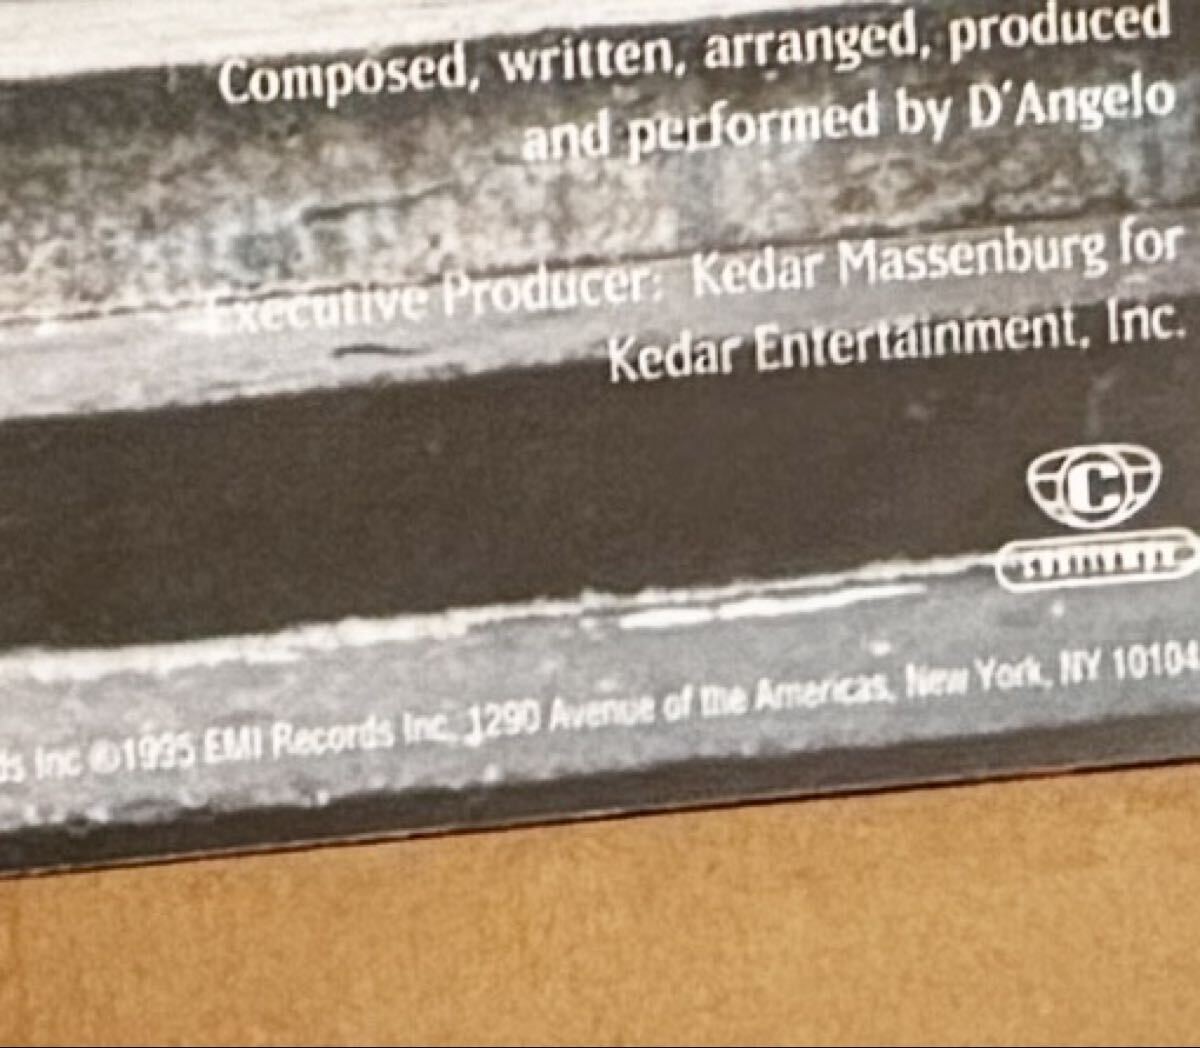 Composed, written, arranged, produced
and performed by D'Angelo
Executive Producer: Kedar Massenburg for
Kedar Entertainment, Inc.
C
ds Inc ©1995 EMI Records Inc, 1290 Avenue of the Americas, New York, NY 10104